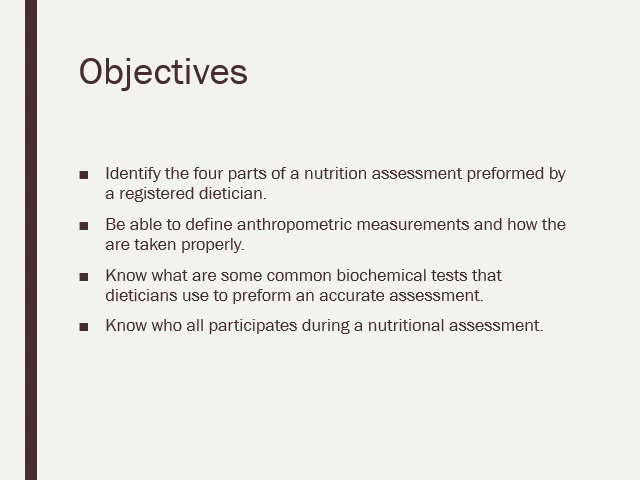 Objectives
■ Identify the four parts of a nutrition assessment preformed by
a registered dietician.
■ Be able to define anthropometric measurements and how the
are taken properly.
■ Know what are some common biochemical tests that
dieticians use to preform an accurate assessment.
■ Know who all participates during a nutritional assessment.